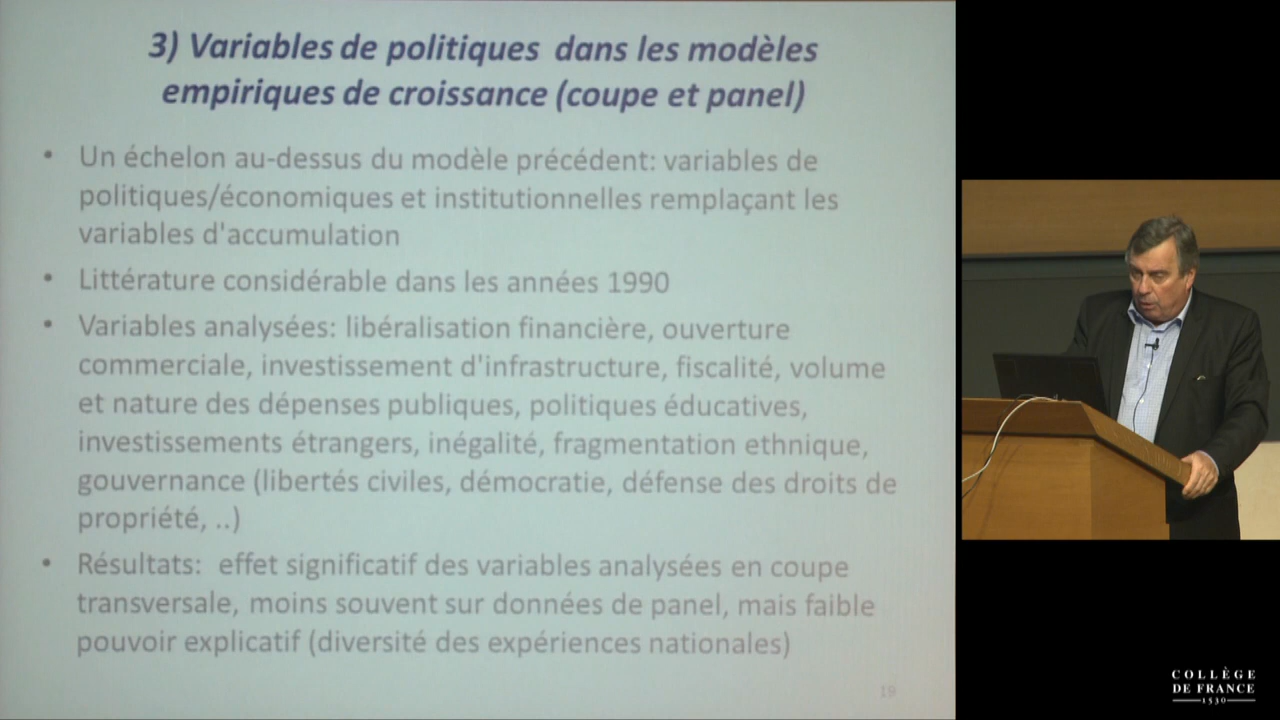 3) Variables de politiques dans les modèles
empiriques de croissance (coupe et panel)
• Un échelon au-dessus du modèle précédent: variables de
politiques/économiques et institutionnelles remplaçant les
variables d'accumulation
• Littérature considérable dans les années 1990
• Variables analysées: libéralisation financière, ouverture
commerciale, investissement d'infrastructure, fiscalité, volume
et nature des dépenses publiques, politiques éducatives,
investissements étrangers, inégalité, fragmentation ethnique,
gouvernance (libertés civiles, démocratie, défense des droits de
propriété, ..)
• Résultats: effet significatif des variables analysées en coupe
transversale, moins souvent sur données de panel, mais faible
pouvoir explicatif (diversité des expériences nationales)
19
COLLÈGE
DE FRANCE
1530